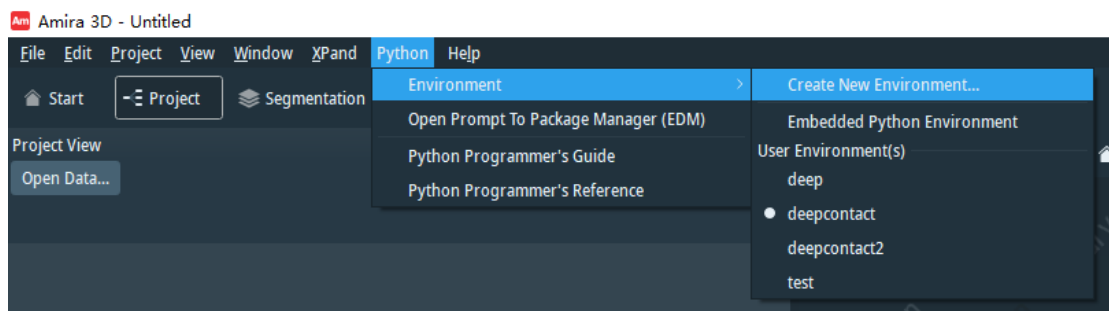 Am Amira 3D - Untitled
File Edit Project View Window XPand Python Help
Start Project Segmentation
Project View
Open Data...
Environment
Open Prompt To Package Manager (EDM)
Python Programmer's Guide
Python Programmer's Reference
Create New Environment...
Embedded Python Environment
User Environment(s)
deep
deepcontact
deepcontact2
test